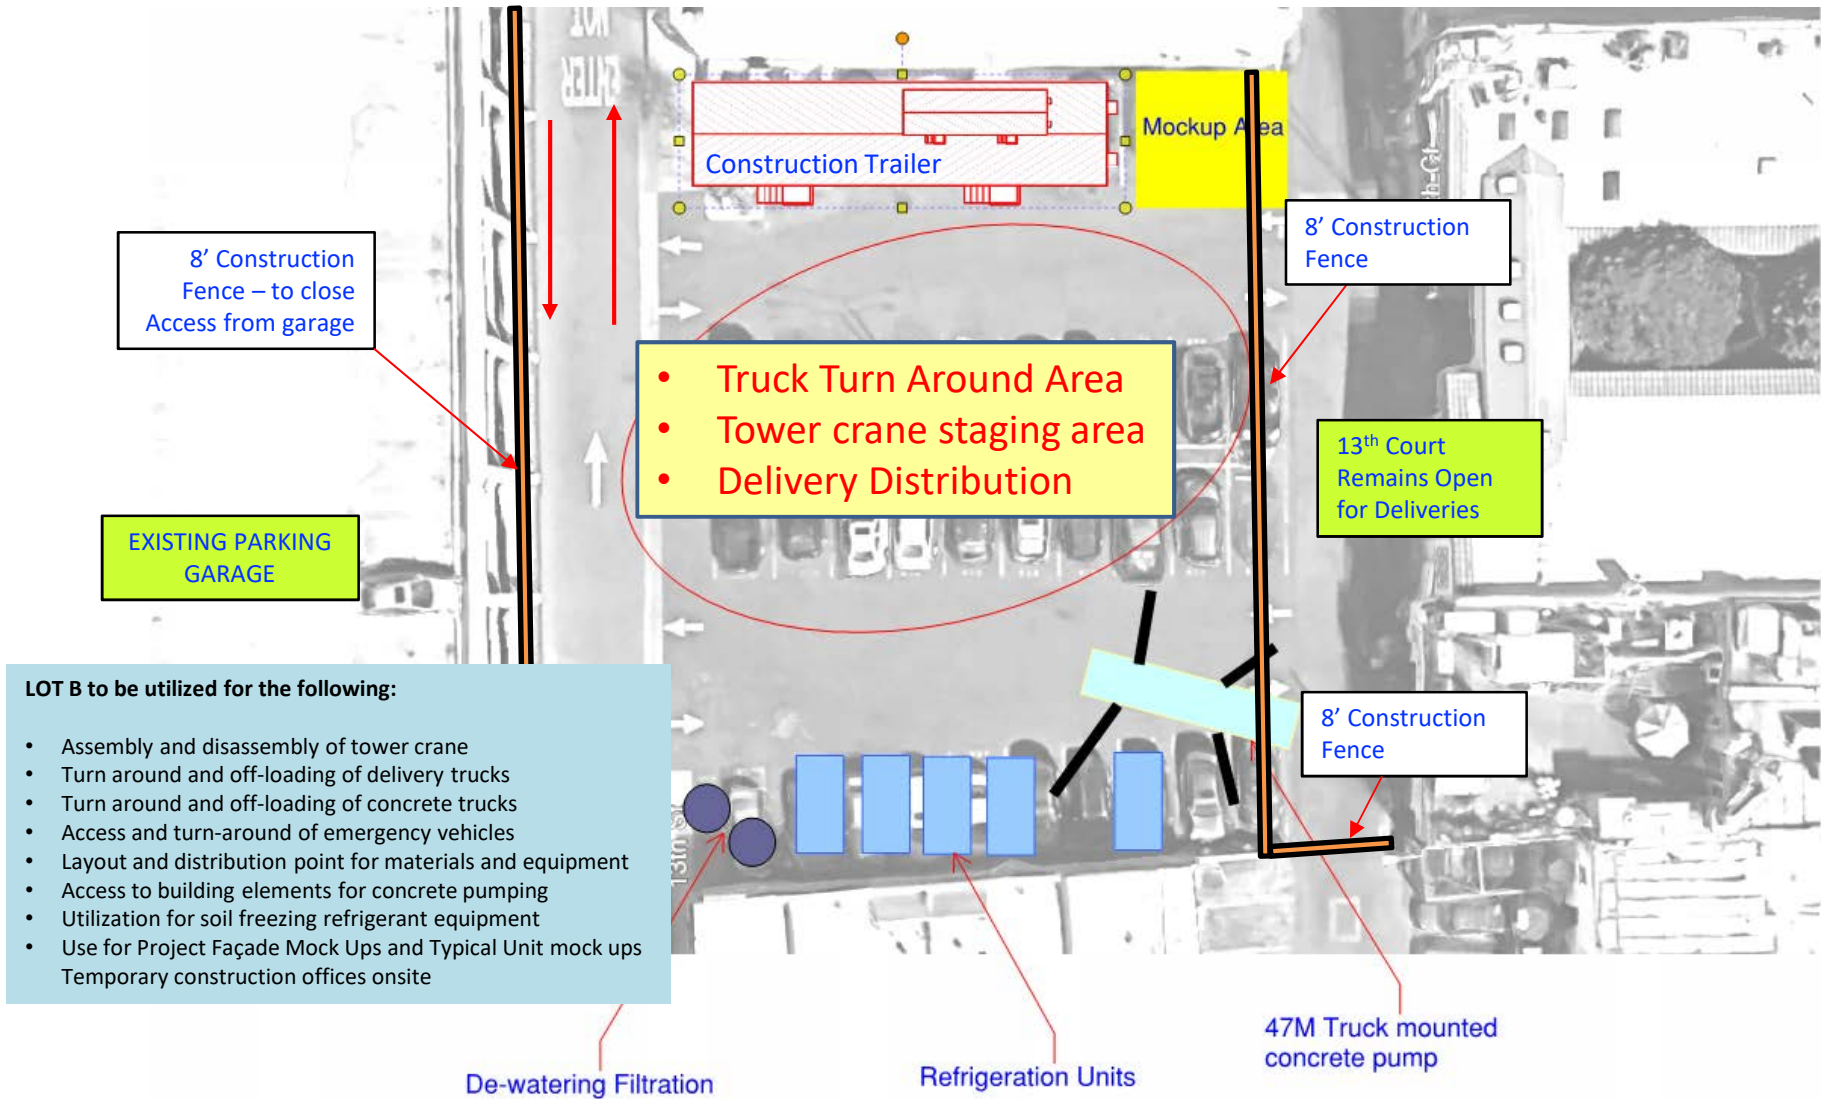 NOT
ENTER
ENTER
Mockup Area
Construction Trailer
8’ Construction
Fence – to close
Access from garage
8’ Construction
Fence
• Truck Turn Around Area
• Tower crane staging area
• Delivery Distribution
13th Court
Remains Open
for Deliveries
EXISTING PARKING
GARAGE
LOT B to be utilized for the following:
• Assembly and disassembly of tower crane
• Turn around and off-loading of delivery trucks
• Turn around and off-loading of concrete trucks
• Access and turn-around of emergency vehicles
• Layout and distribution point for materials and equipment
• Access to building elements for concrete pumping
• Utilization for soil freezing refrigerant equipment
• Use for Project Façade Mock Ups and Typical Unit mock ups
Temporary construction offices onsite
8’ Construction
Fence
13th
47M Truck mounted
concrete pump
De-watering Filtration
Refrigeration Units